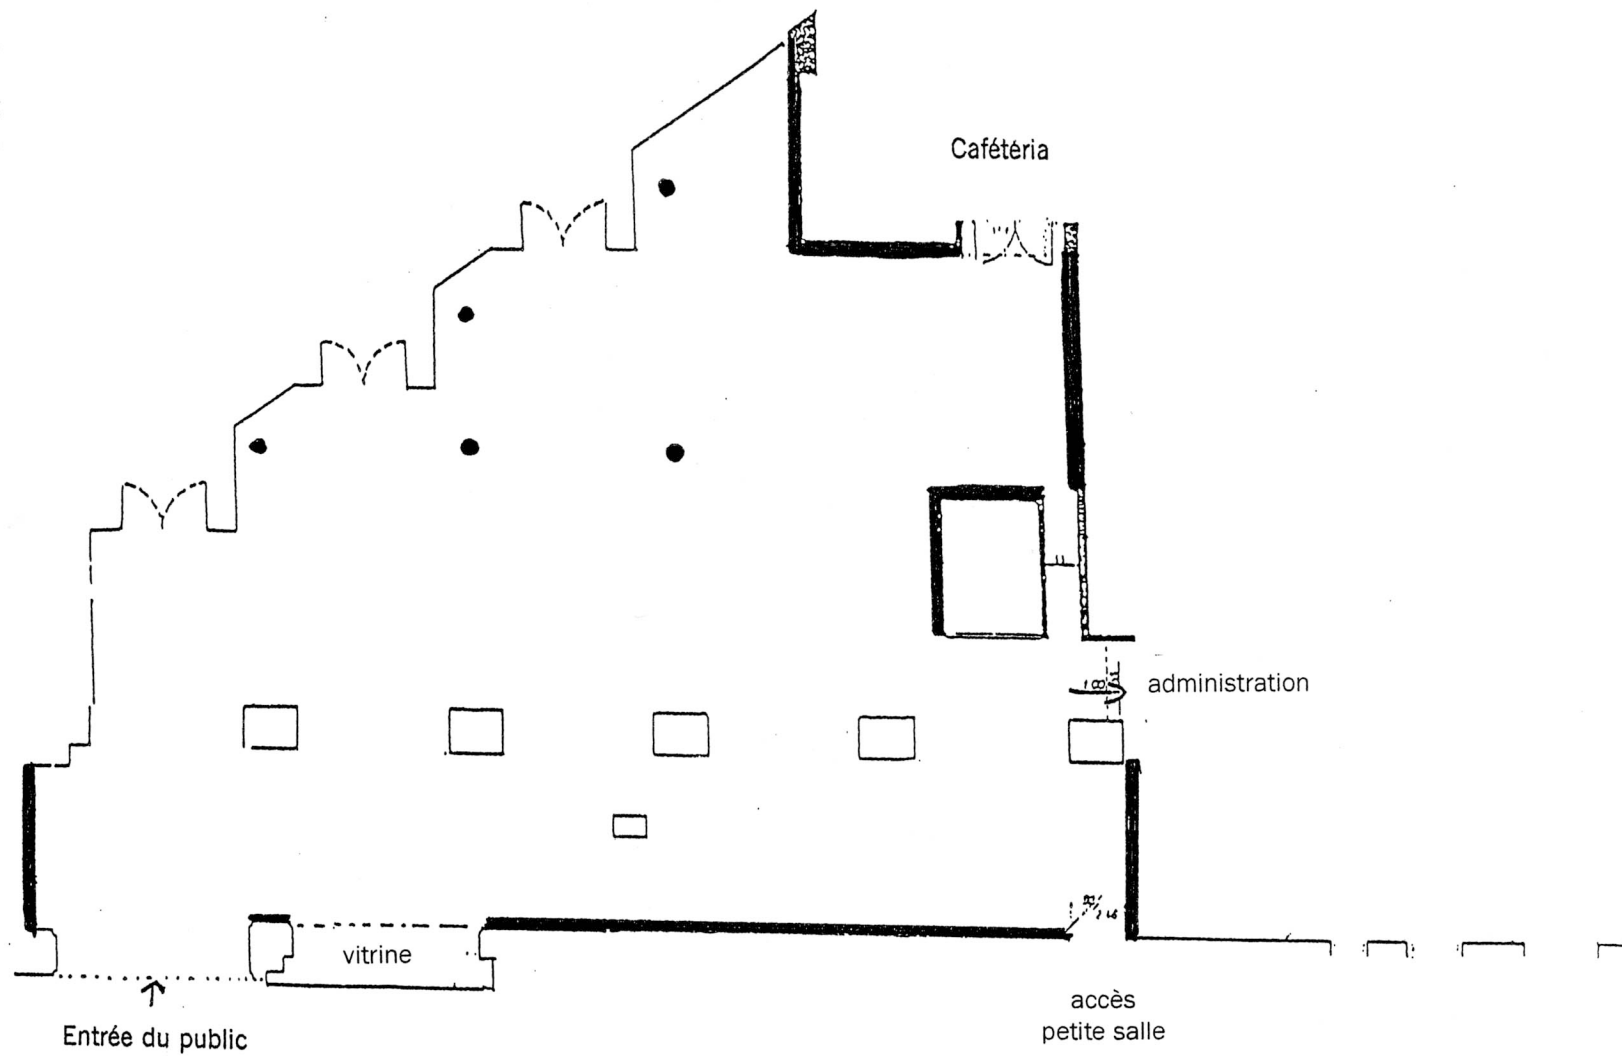 Cafétéria
administration
vitrine
Entrée du public
accès
petite salle